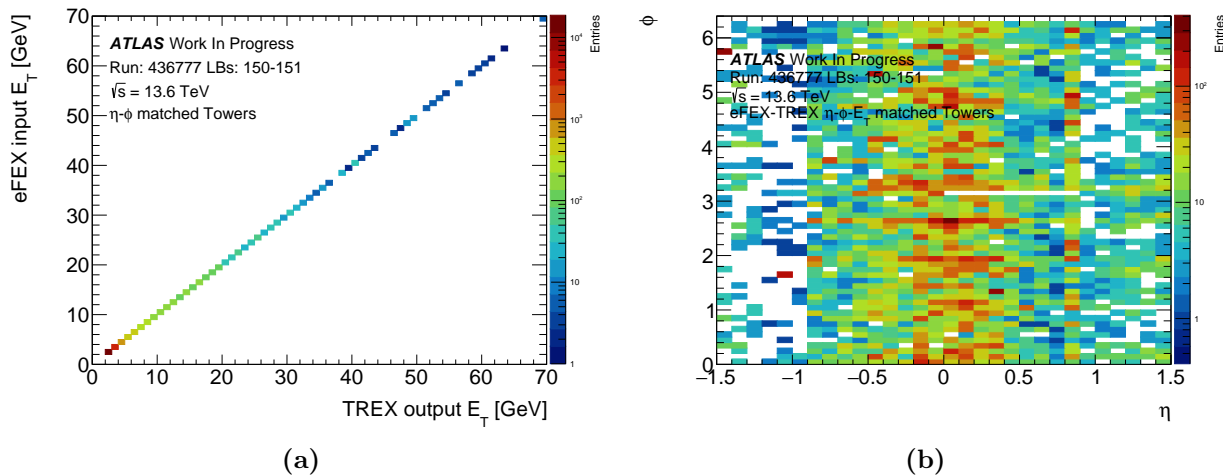 eFEX input E_T [GeV]
70
60
50
40
30
20
10
0
ATLAS Work In Progress
Run: 436777 LBs: 150-151
√s = 13.6 TeV
η-ϕ matched Towers
0 10 20 30 40 50 60 70
TREX output E_T [GeV]
Entries
10^4
10^3
10^2
10
1
(a)
ϕ
6
5
4
3
2
1
0
ATLAS Work In Progress
Run: 436777 LBs: 150-151
√s = 13.6 TeV
eFEX-TREX η-ϕ-E_T matched Towers
−1.5 −1 −0.5 0 0.5 1 1.5
η
Entries
10^2
10
1
(b)